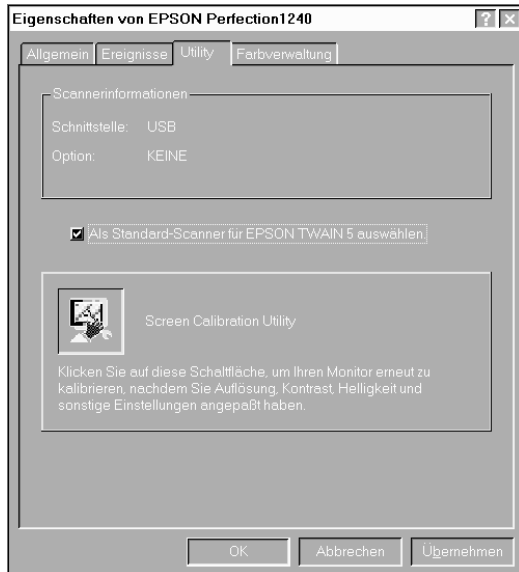 Eigenschaften von EPSON Perfection1240
Allgemein Ereignisse Utility Farbverwaltung
Scannerinformationen
Schnittstelle: USB
Option: KEINE
Als Standard-Scanner für EPSON TWAIN 5 auswählen.
Screen Calibration Utility
Klicken Sie auf diese Schaltfläche, um Ihren Monitor erneut zu
kalibrieren, nachdem Sie Auflösung, Kontrast, Helligkeit und
sonstige Einstellungen angepaßt haben.
OK Abbrechen Übernehmen